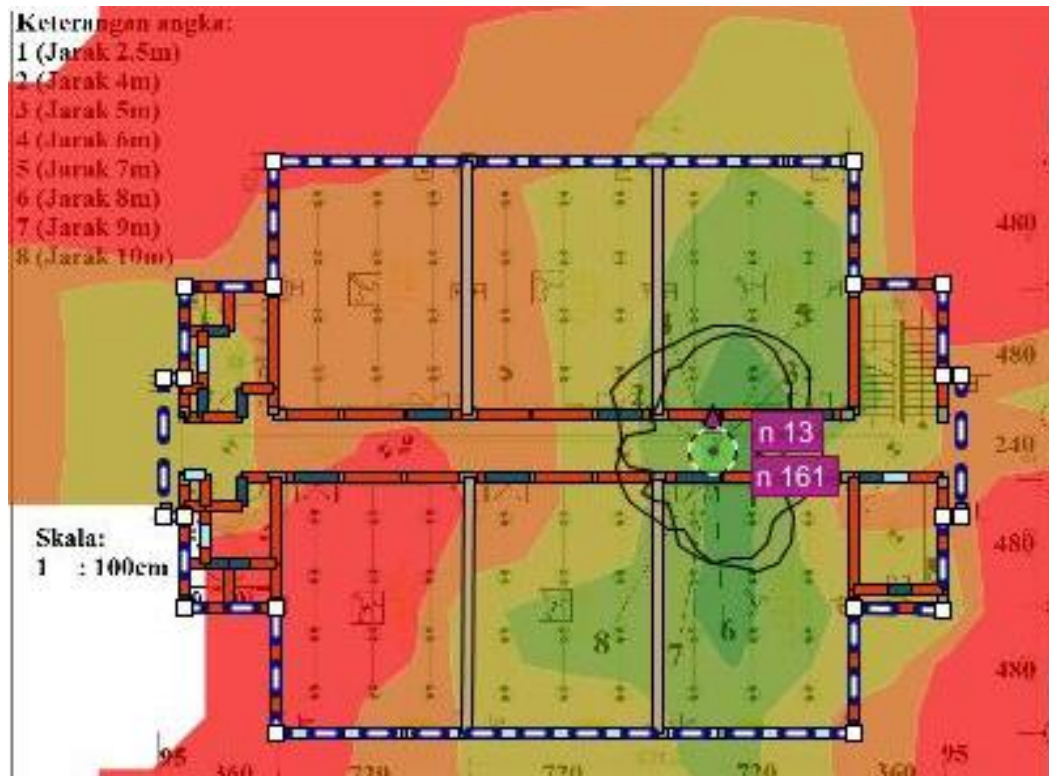 Keterangan angka:
1 (Jarak 2.5m)
2 (Jarak 4m)
3 (Jarak 5m)
4 (Jarak 6m)
5 (Jarak 7m)
6 (Jarak 8m)
7 (Jarak 9m)
8 (Jarak 10m)
480
480
n 13
240
n 161
Skala:
1 : 100cm
480
8 7 6
480
95 360 720 720 720 360 95